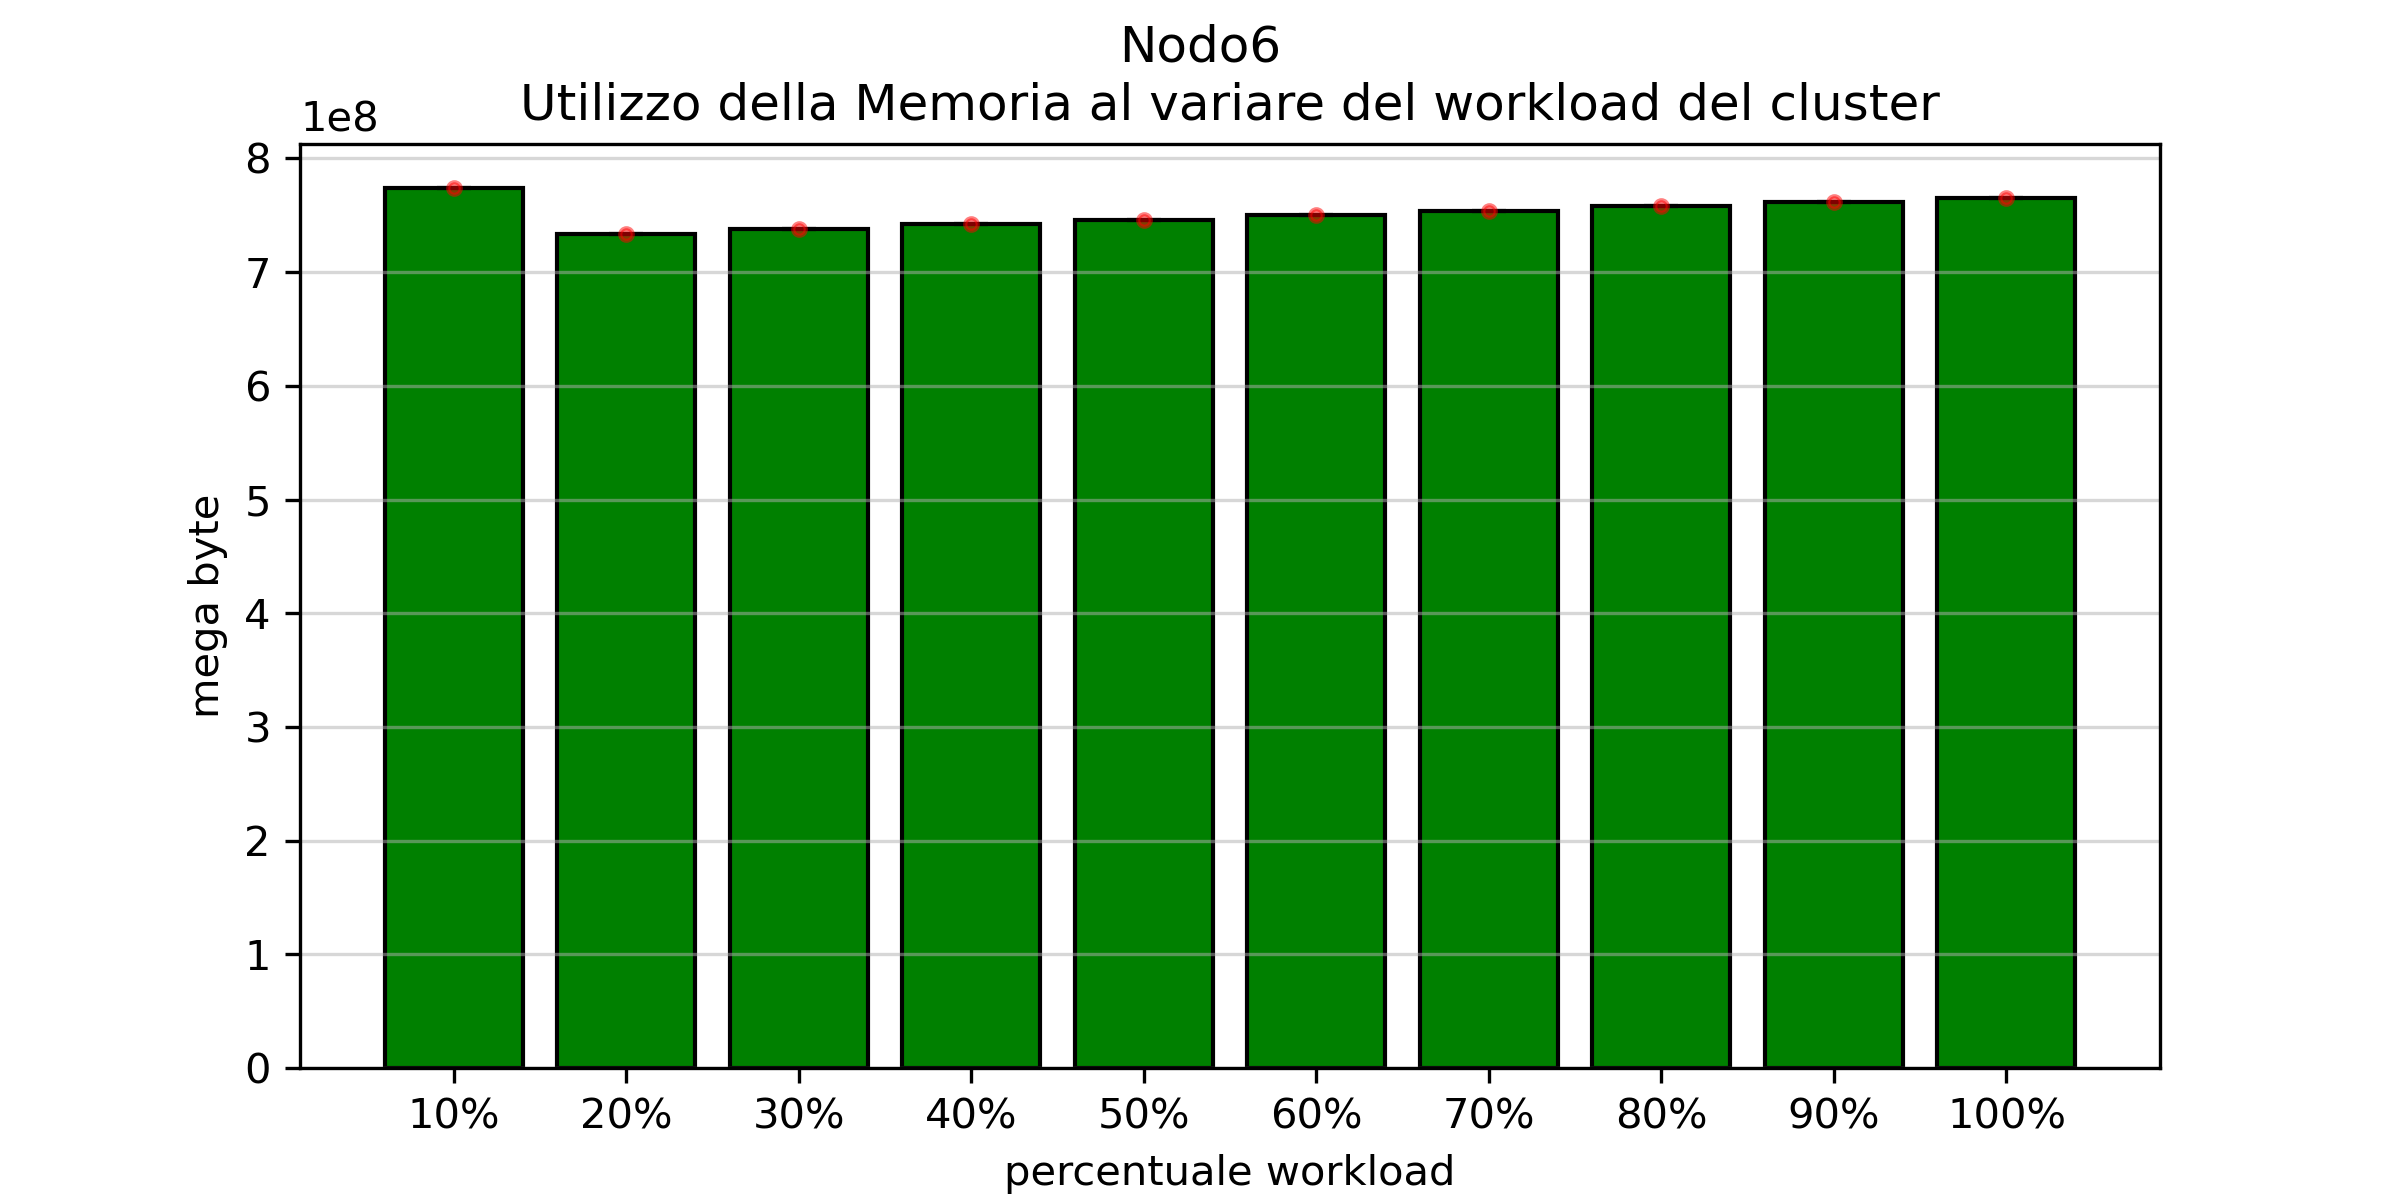 Nodo6
Utilizzo della Memoria al variare del workload del cluster
1e8
8
7
6
5
4
3
2
1
0
mega byte
10% 20% 30% 40% 50% 60% 70% 80% 90% 100%
percentuale workload